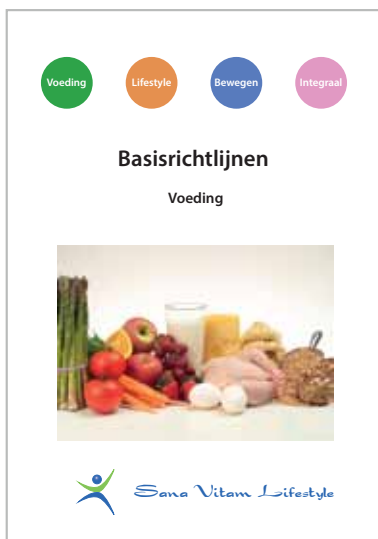 Voeding
Lifestyle
Bewegen
Integraal
Basisrichtlijnen
Voeding
Sana Vitam Lifestyle